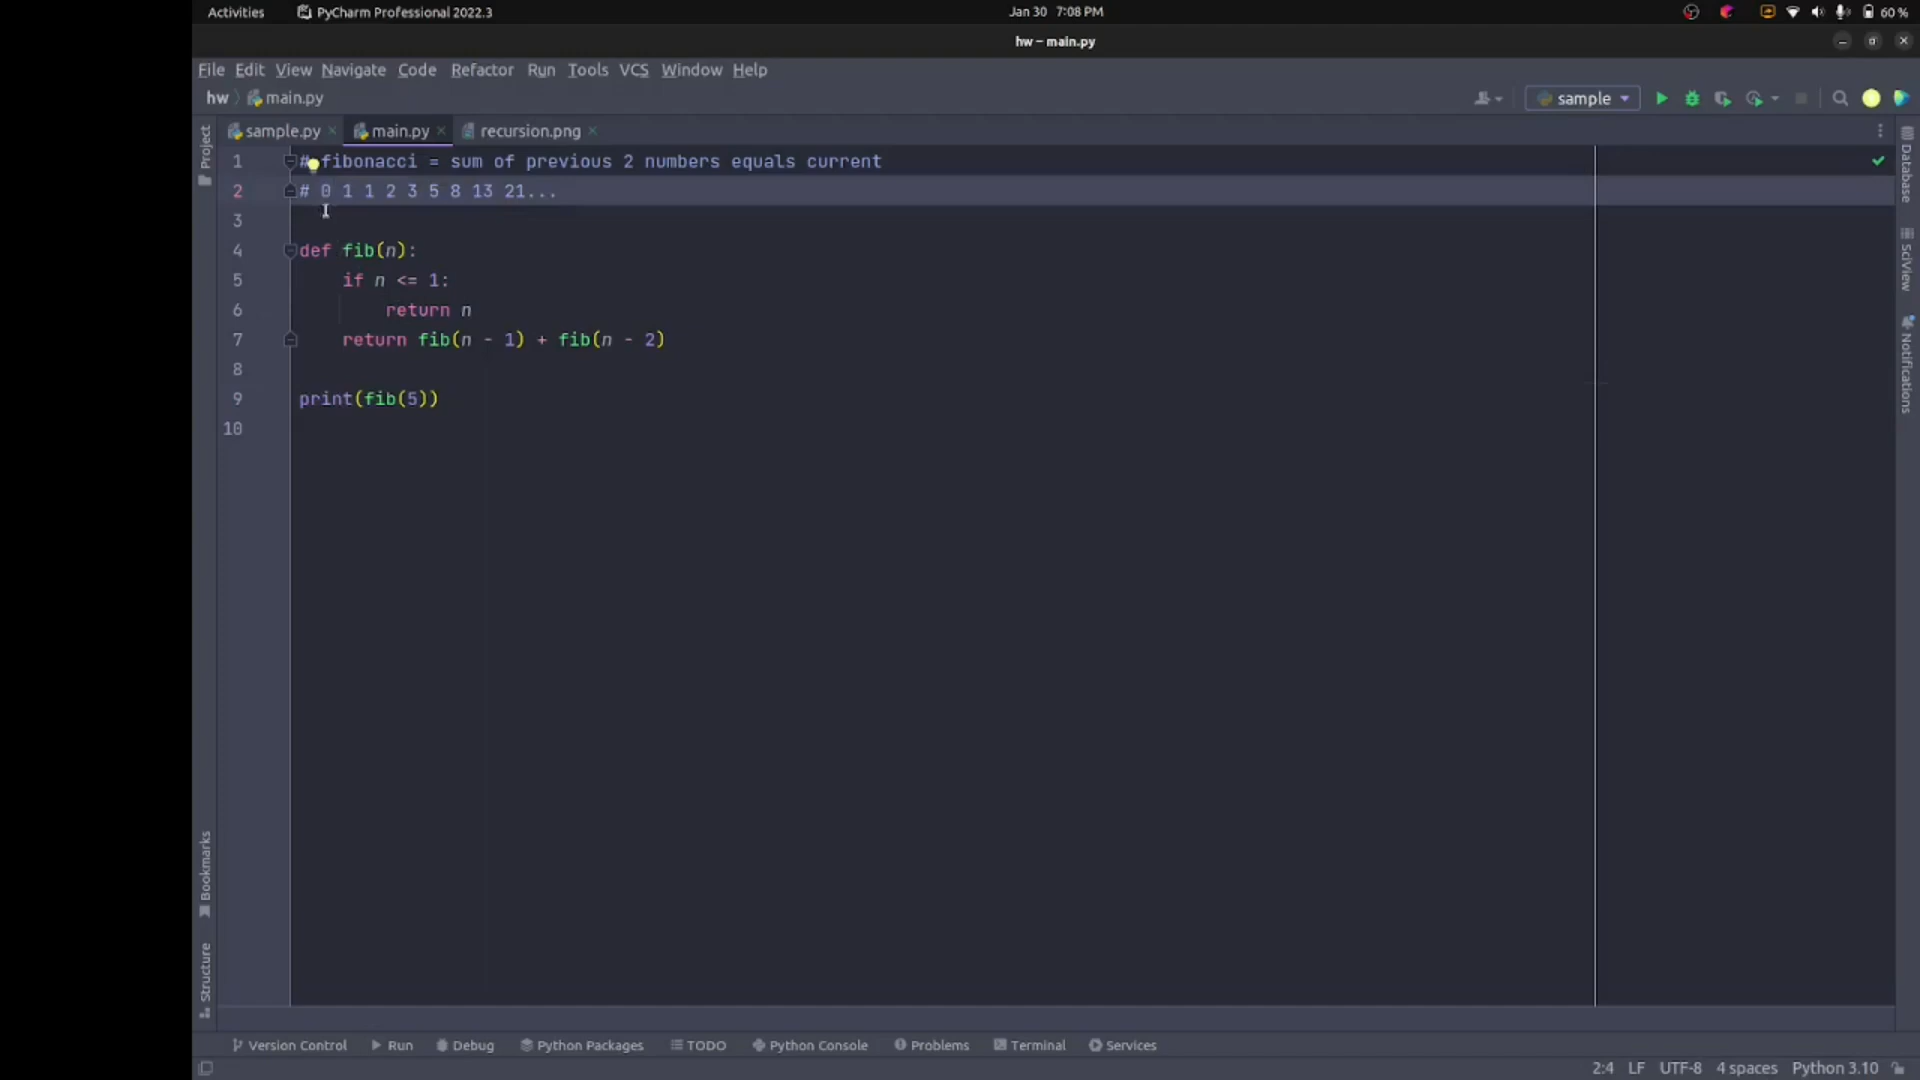 Activities PyCharm Professional 2022.3 Jan 30 7:08 PM 60 %
hw – main.py
File Edit View Navigate Code Refactor Run Tools VCS Window Help
hw main.py sample
sample.py main.py recursion.png
1 # fibonacci = sum of previous 2 numbers equals current
2 # 0 1 1 2 3 5 8 13 21...
3
4 def fib(n):
5 if n <= 1:
6 return n
7 return fib(n - 1) + fib(n - 2)
8
9 print(fib(5))
10
Project
Bookmarks
Structure
Database
SciView
Notifications
Version Control Run Debug Python Packages TODO Python Console Problems Terminal Services
2:4 LF UTF-8 4 spaces Python 3.10